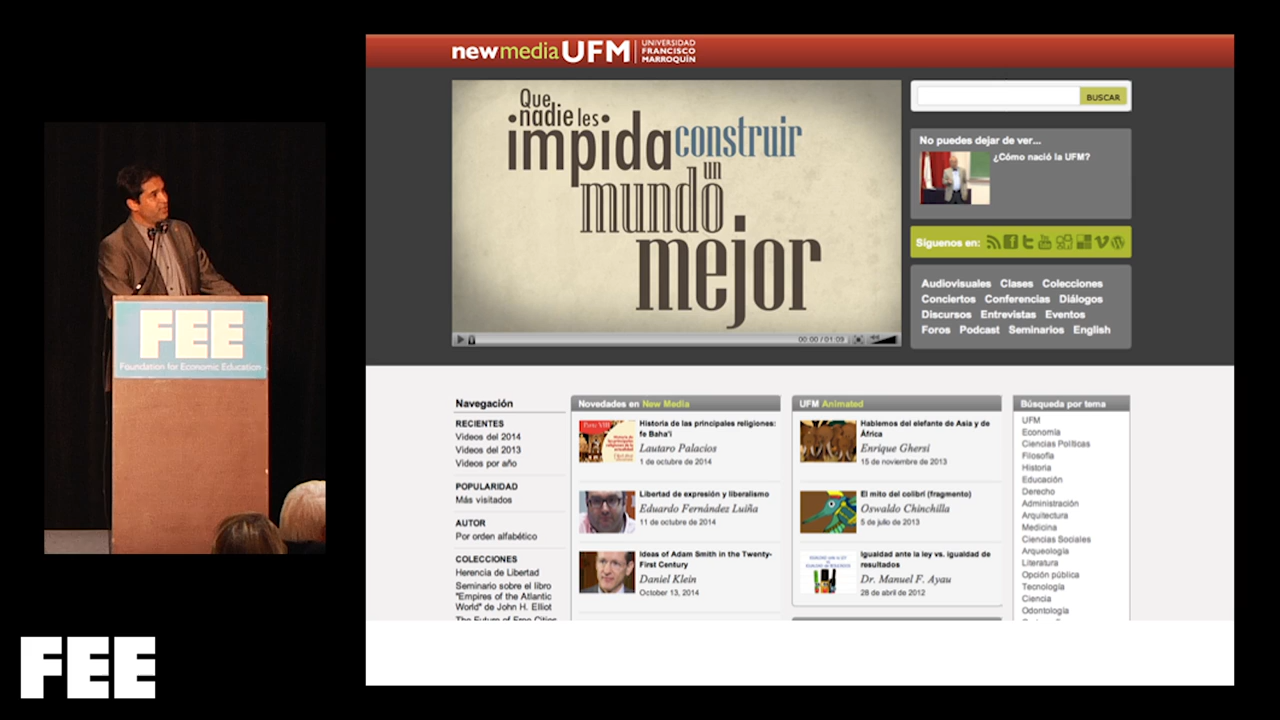 newmedia UFM UNIVERSIDAD
FRANCISCO
MARROQUÍN
Que
nadie les
impida construir
un
mundo
mejor
00:00 / 01:09
BUSCAR
No puedes dejar de ver...
¿Cómo nació la UFM?
Síguenos en:
Audiovisuales Clases Colecciones
Conciertos Conferencias Diálogos
Discursos Entrevistas Eventos
Foros Podcast Seminarios English
FEE
Foundation for Economic Education
Navegación
RECIENTES
Videos del 2014
Videos del 2013
Videos por año
POPULARIDAD
Más visitados
AUTOR
Por orden alfabético
COLECCIONES
Herencia de Libertad
Seminario sobre el libro
"Empires of the Atlantic
World" de John H. Elliot
The Future of Free Cities
Novedades en New Media
Historia de las principales religiones:
fe Baha'i
Lautaro Palacios
1 de octubre de 2014
Libertad de expresión y liberalismo
Eduardo Fernández Luiña
11 de octubre de 2014
Ideas of Adam Smith in the Twenty-
First Century
Daniel Klein
October 13, 2014
UFM Animated
Hablemos del elefante de Asia y de
África
Enrique Ghersi
15 de noviembre de 2013
El mito del colibrí (fragmento)
Oswaldo Chinchilla
5 de julio de 2013
Igualdad ante la ley vs. igualdad de
resultados
Dr. Manuel F. Ayau
28 de abril de 2012
Búsqueda por tema
UFM
Economía
Ciencias Políticas
Filosofía
Historia
Educación
Derecho
Administración
Arquitectura
Medicina
Ciencias Sociales
Arqueología
Literatura
Opción pública
Tecnología
Ciencia
Odontología
FEE